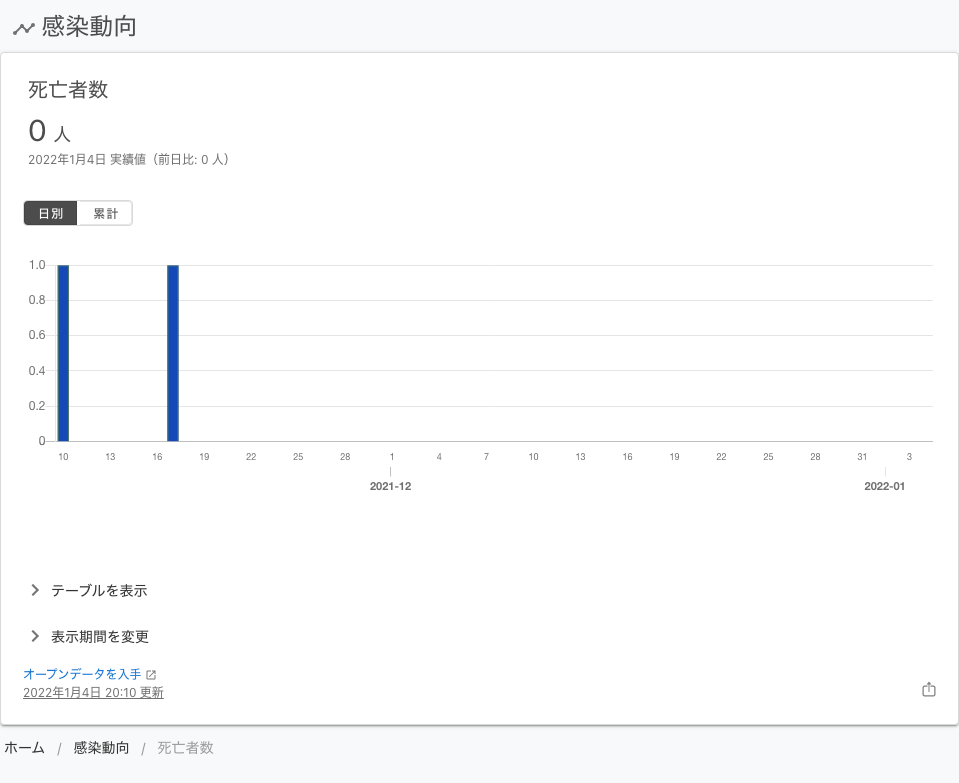 感染動向
死亡者数
0 人
2022年1月4日 実績値（前日比: 0 人）
日別 累計
1.0
0.8
0.6
0.4
0.2
0
10 13 16 19 22 25 28 1 4 7 10 13 16 19 22 25 28 31 3
2021-12 2022-01
テーブルを表示
表示期間を変更
オープンデータを入手
2022年1月4日 20:10 更新
ホーム / 感染動向 / 死亡者数